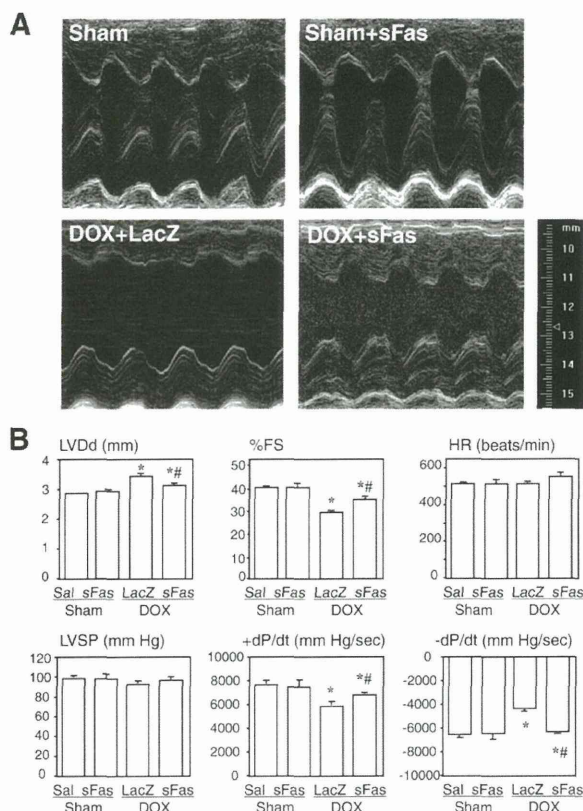 A
Sham
Sham+sFas
DOX+LacZ
DOX+sFas
mm
10
11
12
13
14
15
B
LVDd (mm)
4
3
2
1
0
Sal sFas LacZ sFas
Sham DOX
*
*#
%FS
50
40
30
20
10
0
Sal sFas LacZ sFas
Sham DOX
*
*#
HR (beats/min)
600
400
200
0
Sal sFas LacZ sFas
Sham DOX
LVSP (mm Hg)
120
100
80
60
40
20
0
Sal sFas LacZ sFas
Sham DOX
+dP/dt (mm Hg/sec)
10000
8000
6000
4000
2000
0
Sal sFas LacZ sFas
Sham DOX
*
*#
-dP/dt (mm Hg/sec)
0
-2000
-4000
-6000
-8000
-10000
Sal sFas LacZ sFas
Sham DOX
*
*#